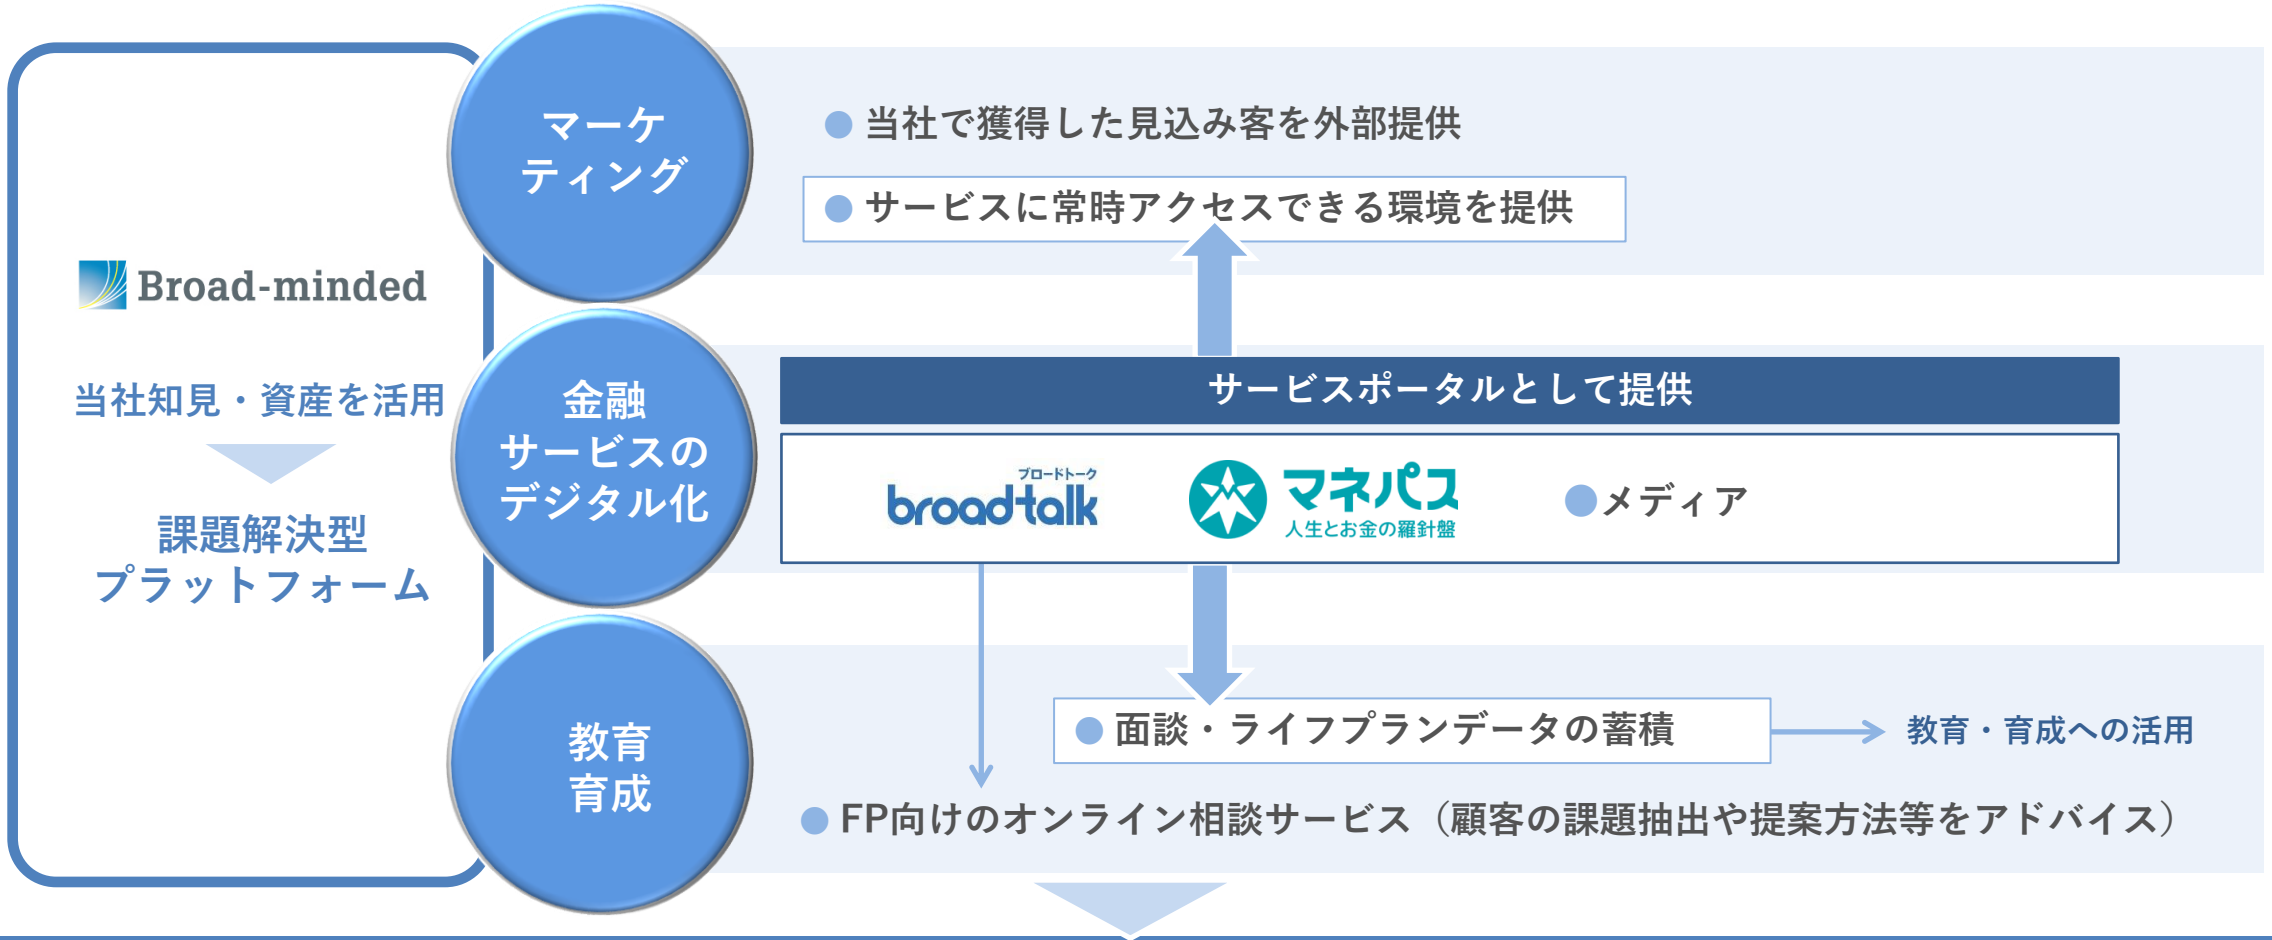 Broad-minded
当社知見・資産を活用
課題解決型
プラットフォーム
マーケ
ティング
● 当社で獲得した見込み客を外部提供
● サービスに常時アクセスできる環境を提供
金融
サービスの
デジタル化
サービスポータルとして提供
ブロードトーク
broadtalk
マネパス
人生とお金の羅針盤
●メディア
教育
育成
● 面談・ライフプランデータの蓄積
教育・育成への活用
● FP向けのオンライン相談サービス（顧客の課題抽出や提案方法等をアドバイス）